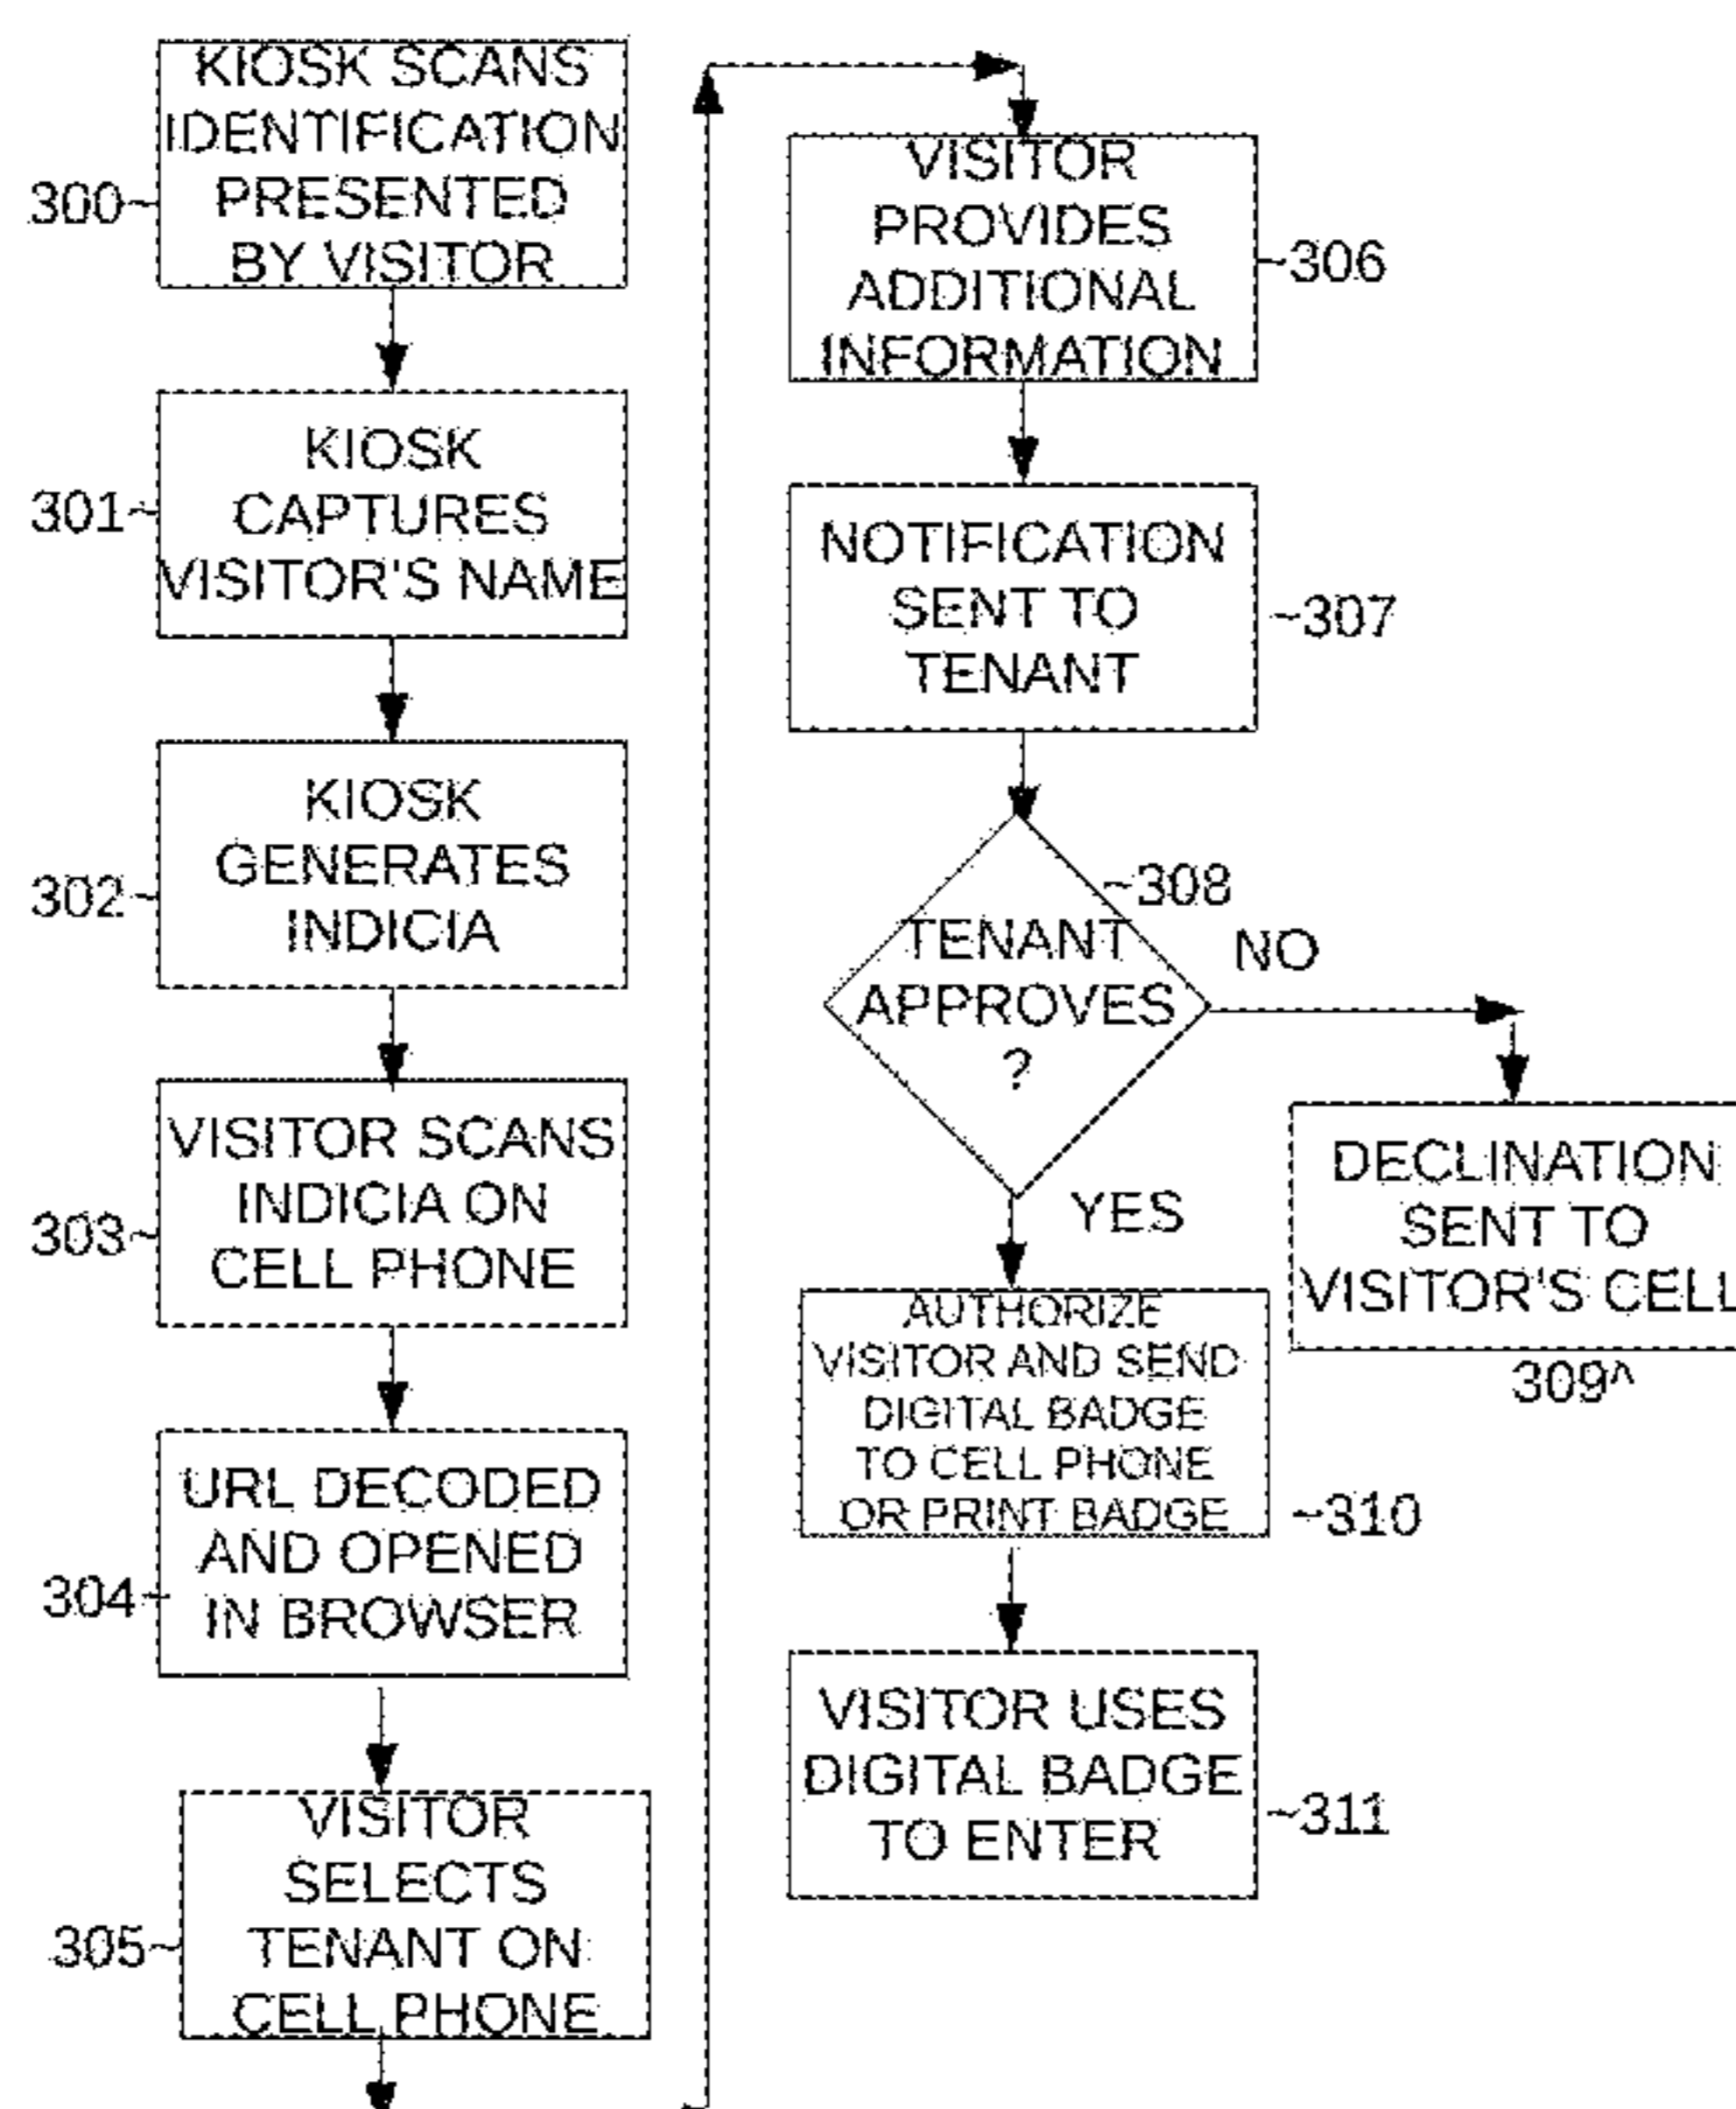 KIOSK SCANS
IDENTIFICATION
PRESENTED
BY VISITOR
300~
KIOSK
CAPTURES
VISITOR'S NAME
301~
KIOSK
GENERATES
INDICIA
302~
VISITOR SCANS
INDICIA ON
CELL PHONE
303~
URL DECODED
AND OPENED
IN BROWSER
304~
VISITOR
SELECTS
TENANT ON
CELL PHONE
305~
VISITOR
PROVIDES
ADDITIONAL
INFORMATION
~306
NOTIFICATION
SENT TO
TENANT
~307
~308
TENANT
APPROVES
?
NO
YES
DECLINATION
SENT TO
VISITOR'S CELL
309^
AUTHORIZE
VISITOR AND SEND
DIGITAL BADGE
TO CELL PHONE
OR PRINT BADGE
~310
VISITOR USES
DIGITAL BADGE
TO ENTER
~311